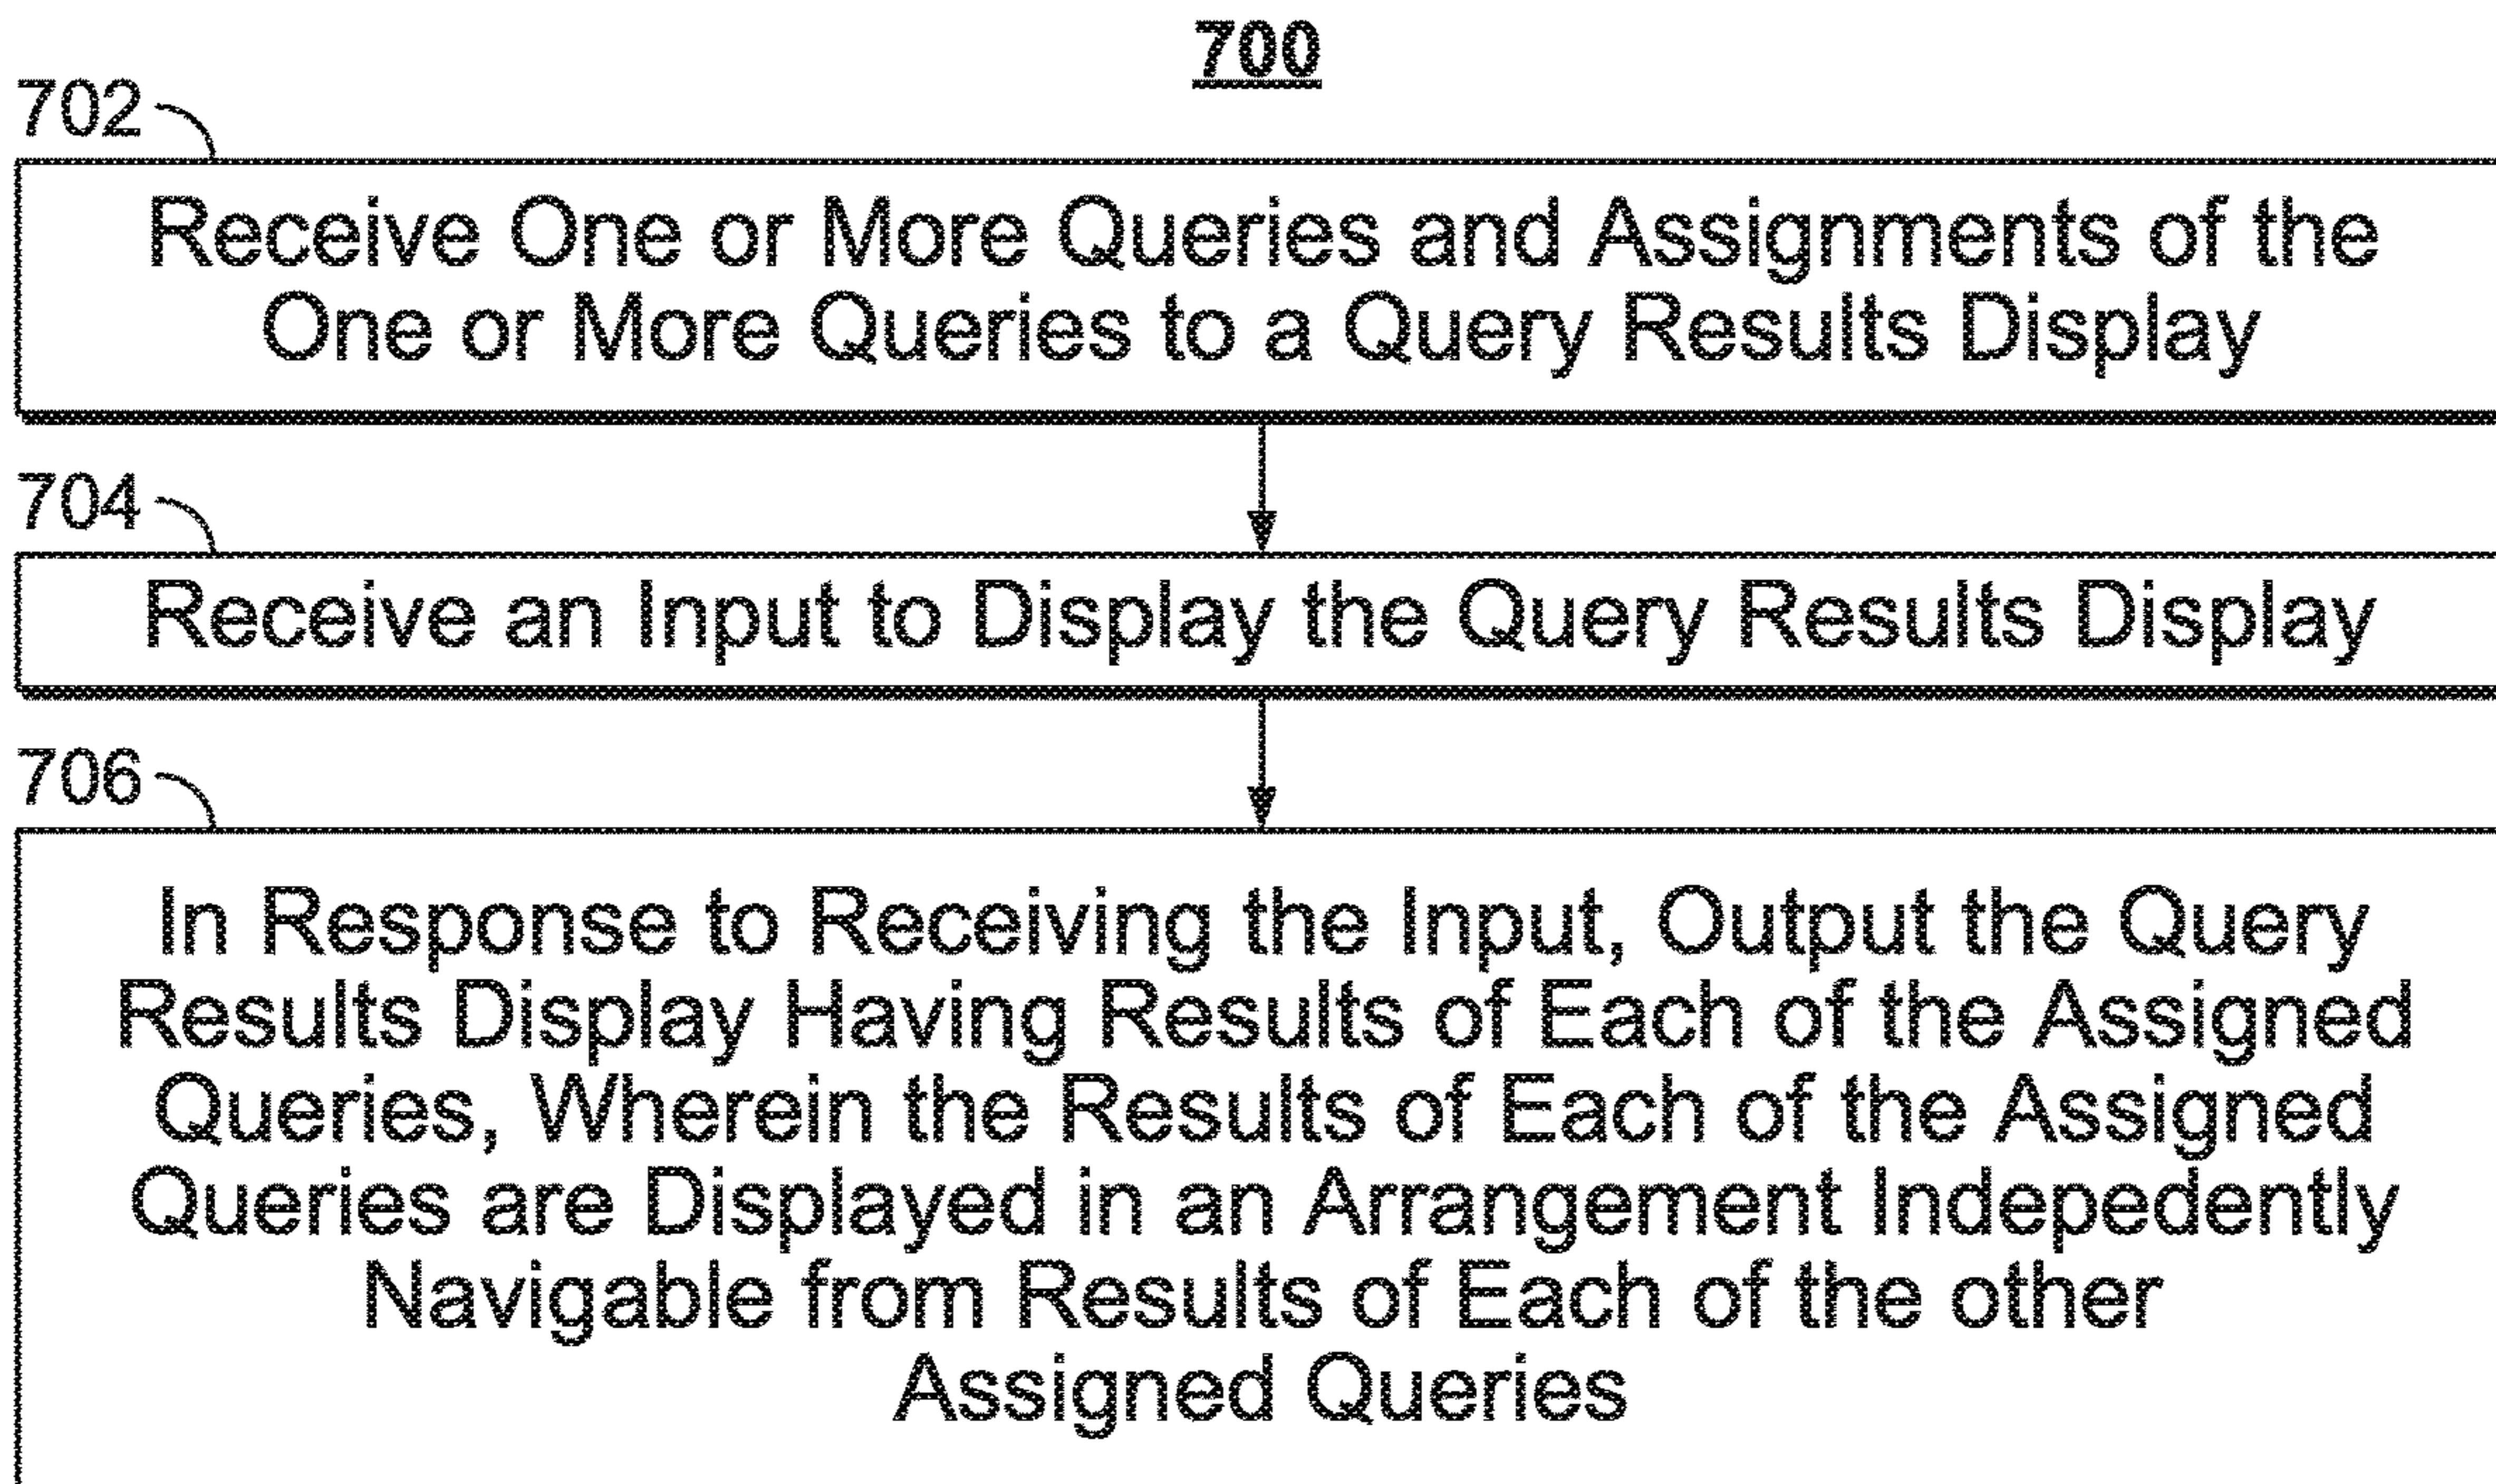 700
702
Receive One or More Queries and Assignments of the
One or More Queries to a Query Results Display
704
Receive an Input to Display the Query Results Display
706
In Response to Receiving the Input, Output the Query
Results Display Having Results of Each of the Assigned
Queries, Wherein the Results of Each of the Assigned
Queries are Displayed in an Arrangement Indepedently
Navigable from Results of Each of the other
Assigned Queries